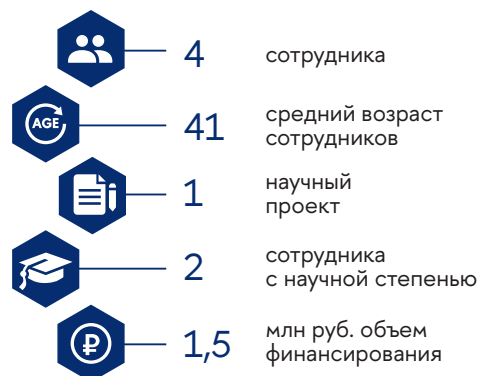 4 сотрудника
AGE
41 средний возраст
сотрудников
1 научный
проект
2 сотрудника
с научной степенью
₽
1,5 млн руб. объем
финансирования